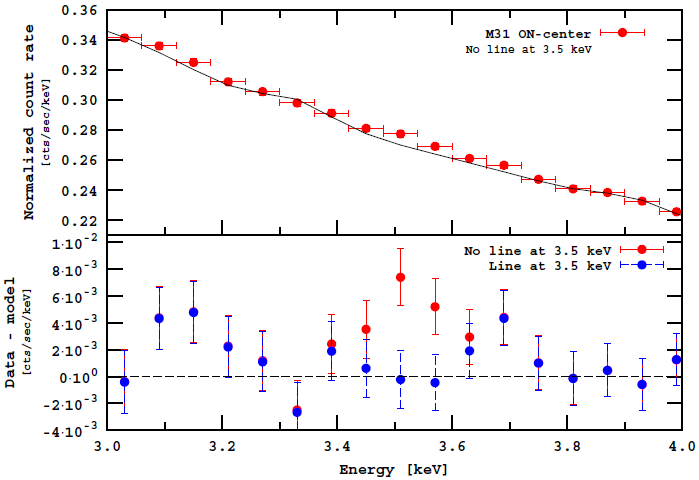 0.36
0.34
0.32
0.30
0.28
0.26
0.24
0.22
Normalized count rate
[cts/sec/keV]
M31 ON-center
No line at 3.5 keV
1·10⁻²
8·10⁻³
6·10⁻³
4·10⁻³
2·10⁻³
0·10⁰
-2·10⁻³
-4·10⁻³
Data - model
[cts/sec/keV]
No line at 3.5 keV
Line at 3.5 keV
3.0 3.2 3.4 3.6 3.8 4.0
Energy [keV]